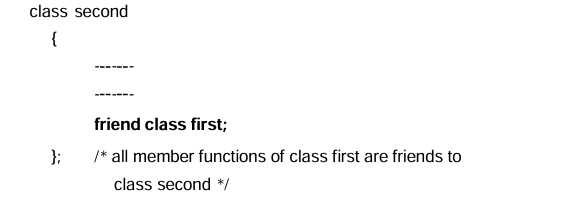 class second
{
-------
-------
friend class first;
}; /* all member functions of class first are friends to
class second */